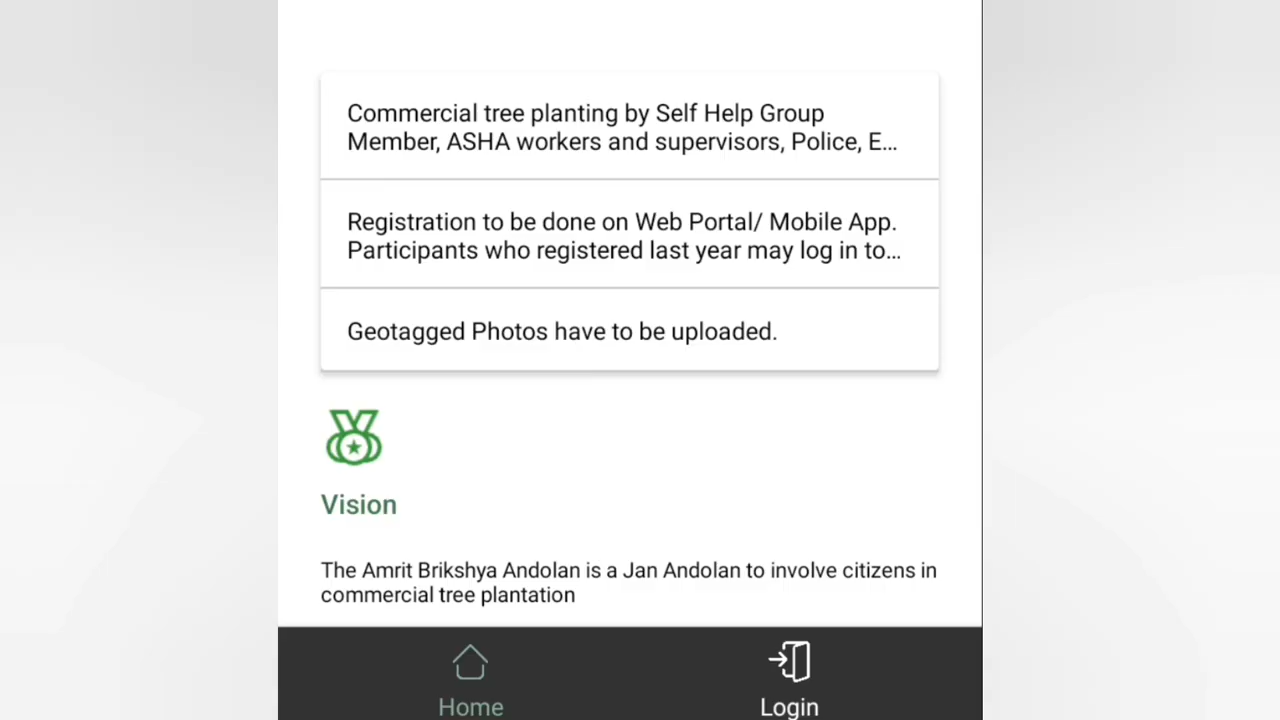 Commercial tree planting by Self Help Group
Member, ASHA workers and supervisors, Police, E...
Registration to be done on Web Portal/ Mobile App.
Participants who registered last year may log in to...
Geotagged Photos have to be uploaded.
Vision
The Amrit Brikshya Andolan is a Jan Andolan to involve citizens in
commercial tree plantation
Home
Login